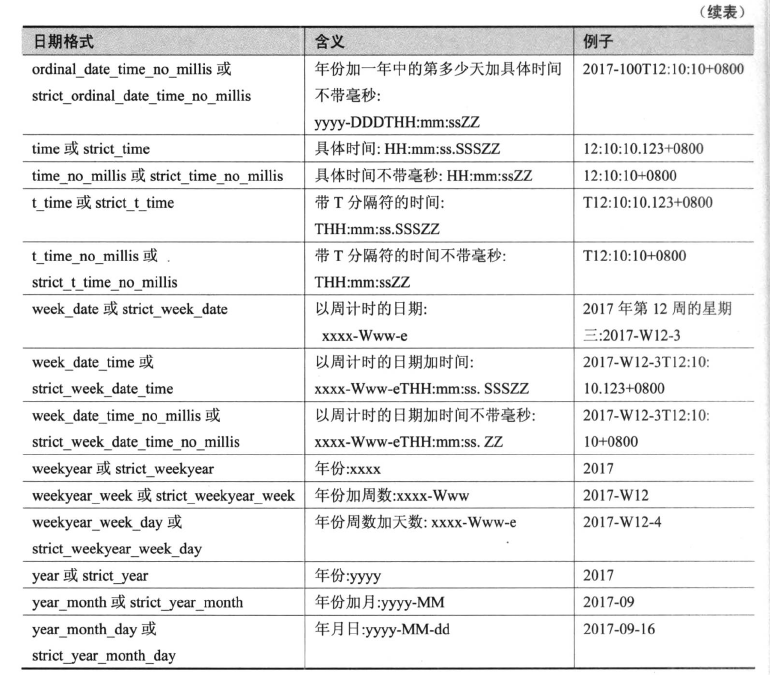 （续表）
日期格式 含义 例子
ordinal_date_time_no_millis 或 年份加一年中的第多少天加具体时间 2017-100T12:10:10+0800
strict_ordinal_date_time_no_millis 不带毫秒:
yyyy-DDDTHH:mm:ssZZ
time 或 strict_time 具体时间: HH:mm:ss.SSSZZ 12:10:10.123+0800
time_no_millis 或 strict_time_no_millis 具体时间不带毫秒: HH:mm:ssZZ 12:10:10+0800
t_time 或 strict_t_time 带 T 分隔符的时间: T12:10:10.123+0800
THH:mm:ss.SSSZZ
t_time_no_millis 或 带 T 分隔符的时间不带毫秒: T12:10:10+0800
strict_t_time_no_millis THH:mm:ssZZ
week_date 或 strict_week_date 以周计时的日期: 2017 年第 12 周的星期
xxxx-Www-e 三:2017-W12-3
week_date_time 或 以周计时的日期加时间: 2017-W12-3T12:10:
strict_week_date_time xxxx-Www-eTHH:mm:ss. SSSZZ 10.123+0800
week_date_time_no_millis 或 以周计时的日期加时间不带毫秒: 2017-W12-3T12:10:
strict_week_date_time_no_millis xxxx-Www-eTHH:mm:ss. ZZ 10+0800
weekyear 或 strict_weekyear 年份:xxxx 2017
weekyear_week 或 strict_weekyear_week 年份加周数:xxxx-Www 2017-W12
weekyear_week_day 或 年份周数加天数: xxxx-Www-e 2017-W12-4
strict_weekyear_week_day
year 或 strict_year 年份:yyyy 2017
year_month 或 strict_year_month 年份加月:yyyy-MM 2017-09
year_month_day 或 年月日:yyyy-MM-dd 2017-09-16
strict_year_month_day